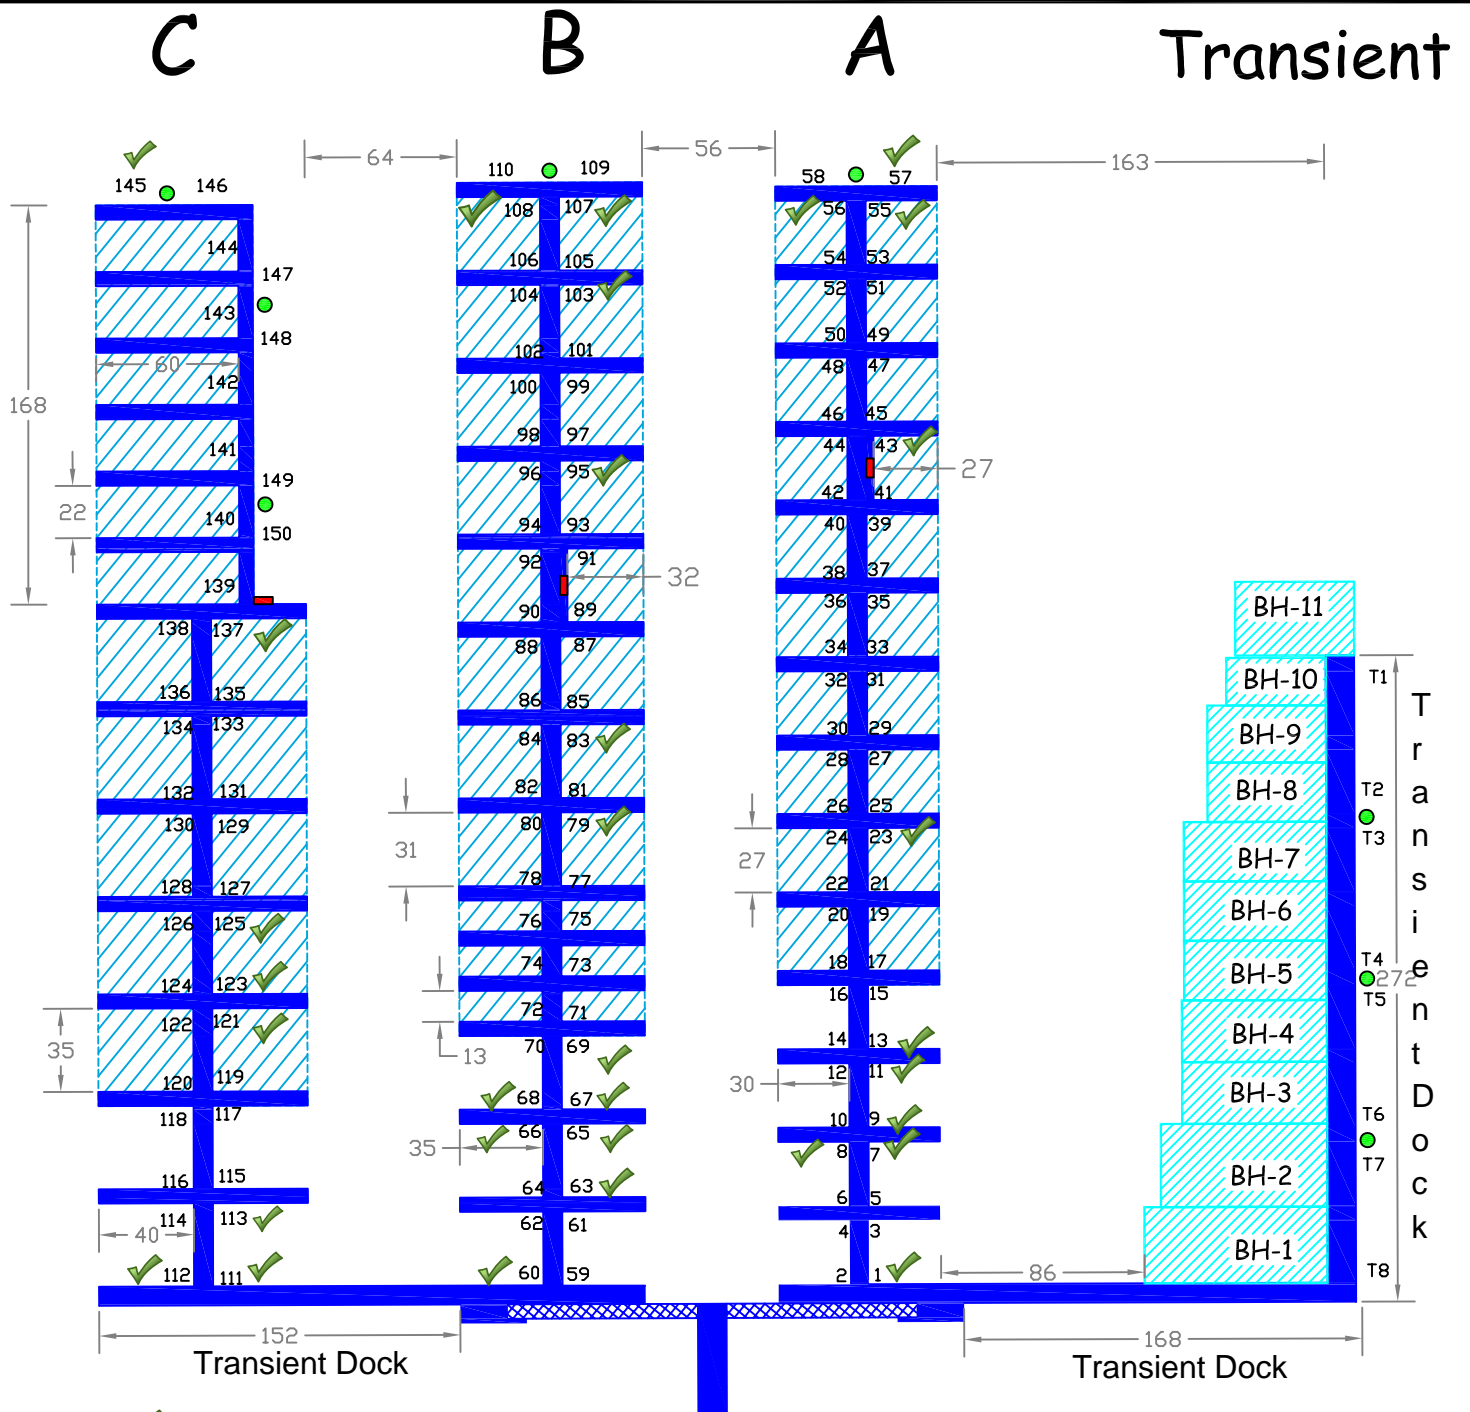 C B A Transient
64 56 163
145 146 110 109 58 57
108 107 56 55
144 106 105 54 53
147 104 103 52 51
143 148 102 101 50 49
60 142 100 99 48 47
168 98 97 46 45
141 96 95 44 43 27
149 42 41
22 140 150 94 93 40 39
139 92 91 32 38 37
90 89 36 35 BH-11
138 137 88 87 34 33
136 135 86 85 32 31 BH-10 T1
134 133 84 83 30 29 BH-9
132 131 82 81 28 27 BH-8 T2
130 129 80 79 26 25
31 27 24 23 BH-7 T3
128 127 78 77 22 21
126 125 76 75 20 19 BH-6
124 123 74 73 18 17 BH-5 T4
272
122 121 72 71 16 15 T5
35 13 70 69 14 13 BH-4
120 119 30 12 11 BH-3
118 117 68 67 10 9 T6
35 66 65 8 7 T7
116 115 64 63 6 5 BH-2
40 114 113 62 61 4 3 BH-1
112 111 60 59 2 1 86 T8
Transient Dock
152 168
Transient Dock Transient Dock